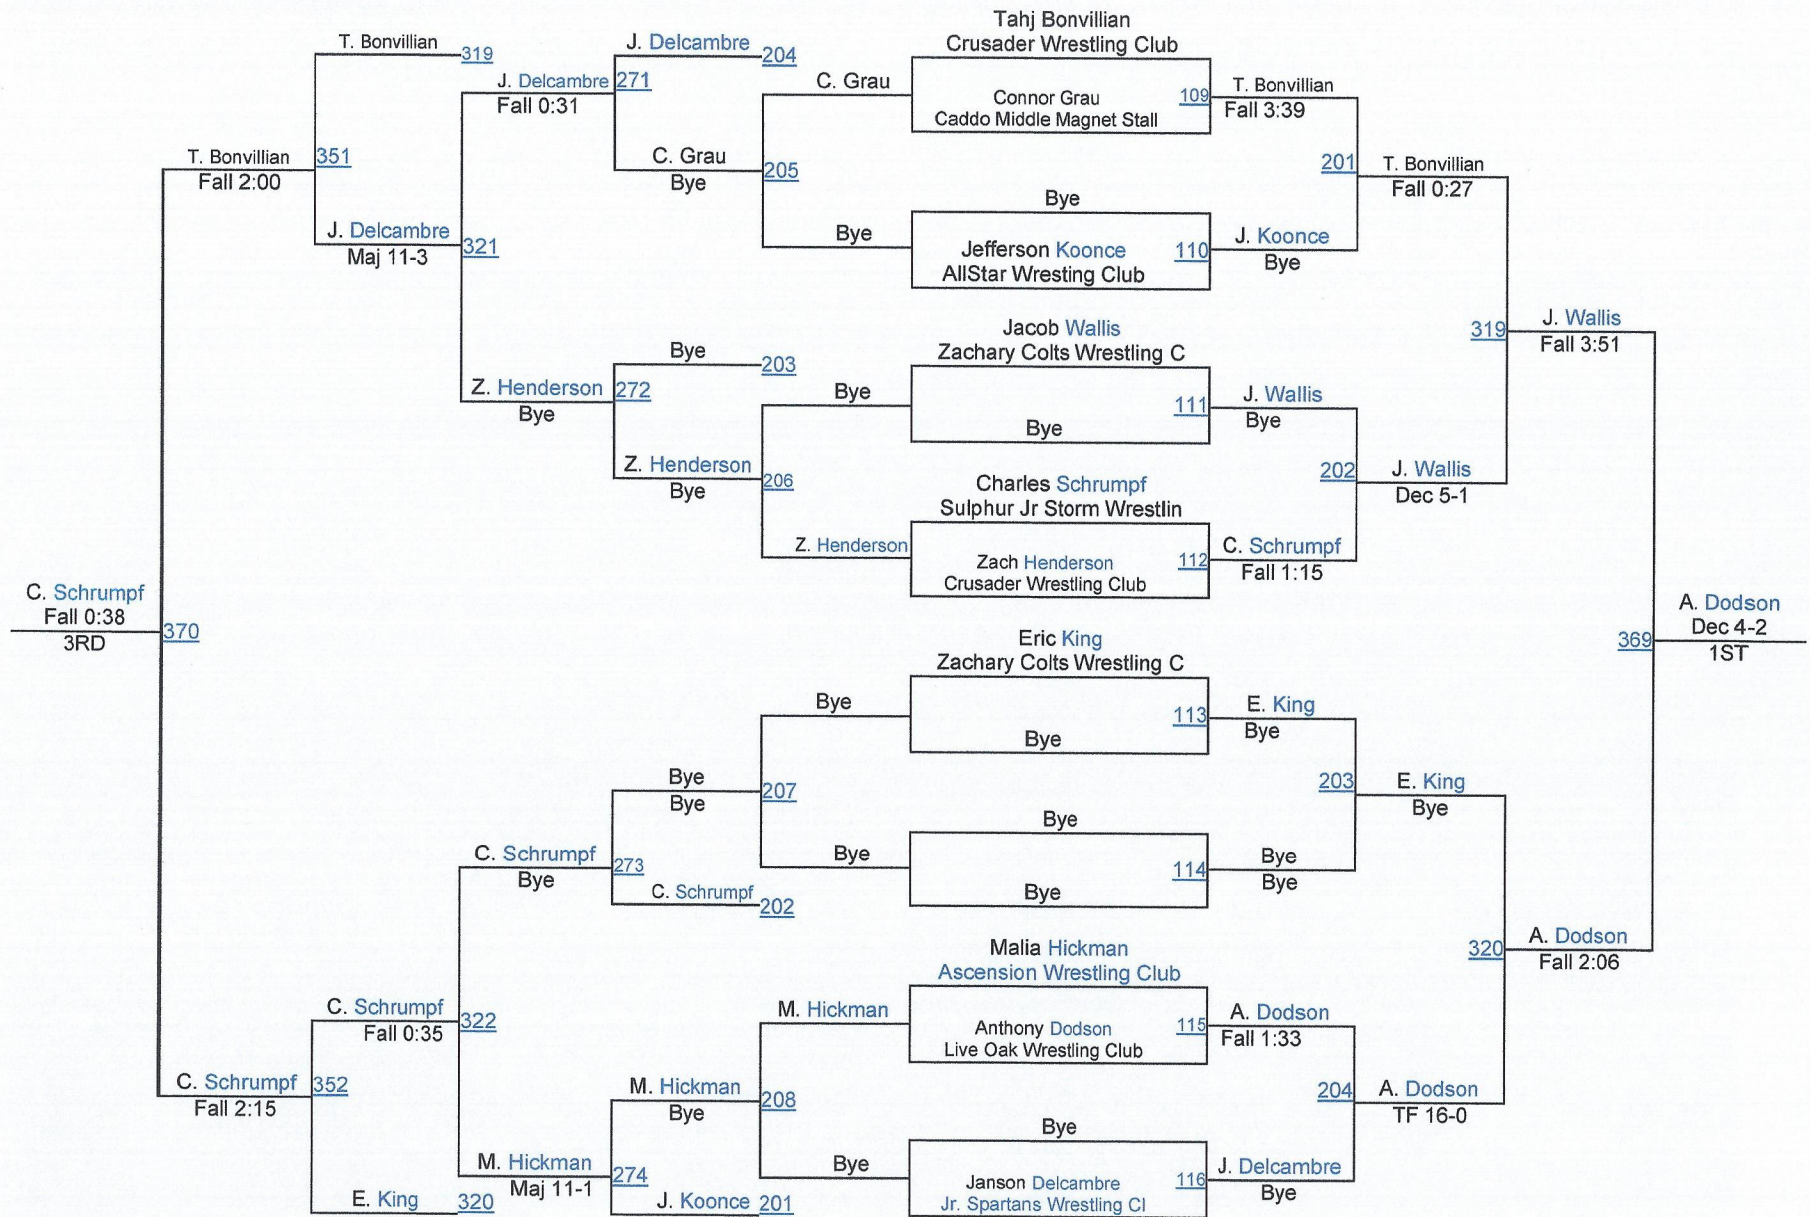 Tahj Bonvillian
Crusader Wrestling Club
T. Bonvillian
319
J. Delcambre
204
J. Delcambre
271
Fall 0:31
C. Grau
Connor Grau
Caddo Middle Magnet Stall
109
T. Bonvillian
Fall 3:39
T. Bonvillian
351
Fall 2:00
C. Grau
205
Bye
201
T. Bonvillian
Fall 0:27
Bye
J. Delcambre
321
Maj 11-3
Bye
Jefferson Koonce
AllStar Wresting Club
110
J. Koonce
Bye
Jacob Wallis
Zachary Colts Wrestling C
319
J. Wallis
Fall 3:51
Bye
203
Z. Henderson
272
Bye
Bye
111
Bye
J. Wallis
Bye
Z. Henderson
206
Bye
202
J. Wallis
Dec 5-1
Charles Schrumpf
Sulphur Jr Storm Wrestlin
Z. Henderson
Zach Henderson
Crusader Wrestling Club
112
C. Schrumpf
Fall 1:15
C. Schrumpf
Fall 0:38
3RD
370
369
A. Dodson
Dec 4-2
1ST
Eric King
Zachary Colts Wrestling C
Bye
113
Bye
E. King
Bye
Bye
207
Bye
203
E. King
Bye
Bye
C. Schrumpf
273
Bye
Bye
114
Bye
Bye
Bye
C. Schrumpf
202
Malia Hickman
Ascension Wrestling Club
320
A. Dodson
Fall 2:06
C. Schrumpf
322
Fall 0:35
M. Hickman
Anthony Dodson
Live Oak Wrestling Club
115
A. Dodson
Fall 1:33
C. Schrumpf
352
Fall 2:15
M. Hickman
208
Bye
204
A. Dodson
TF 16-0
Bye
M. Hickman
274
Maj 11-1
Bye
Janson Delcambre
Jr. Spartans Wrestling Cl
116
J. Delcambre
Bye
E. King
320
J. Koonce
201